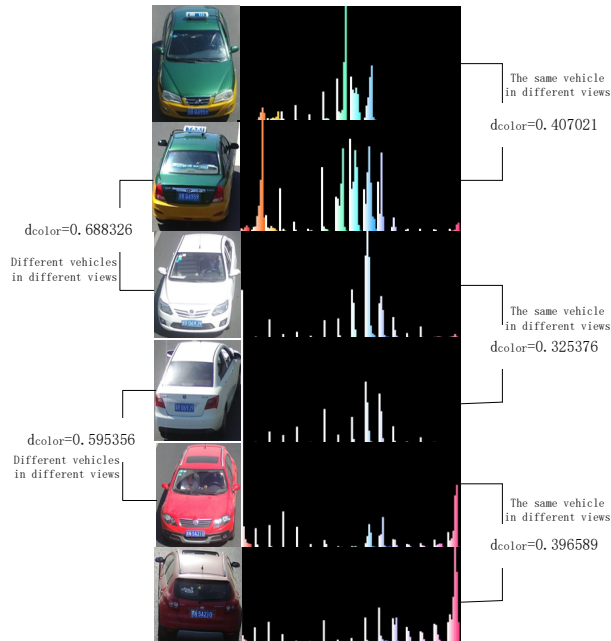 The same vehicle
in different views
dcolor=0.407021
dcolor=0.688326
Different vehicles
in different views
The same vehicle
in different views
dcolor=0.325376
dcolor=0.595356
Different vehicles
in different views
The same vehicle
in different views
dcolor=0.396589